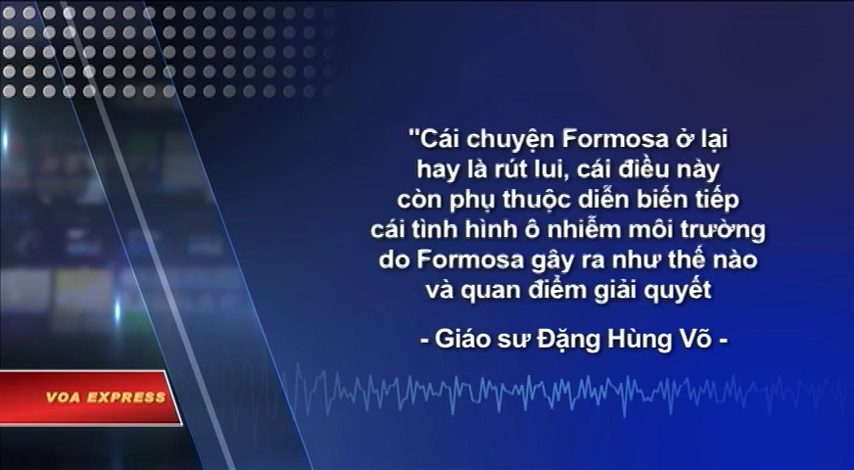 "Cái chuyện Formosa ở lại
hay là rút lui, cái điều này
còn phụ thuộc diễn biến tiếp
cái tình hình ô nhiễm môi trường
do Formosa gây ra như thế nào
và quan điểm giải quyết
- Giáo sư Đặng Hùng Võ -
VOA EXPRESS